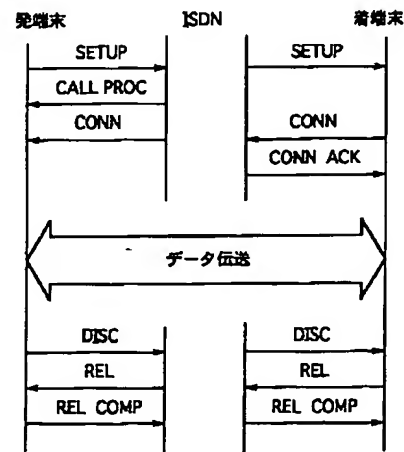 発端末 ISDN 着端末
SETUP SETUP
CALL PROC
CONN CONN
CONN ACK
データ伝送
DISC DISC
REL REL
REL COMP REL COMP